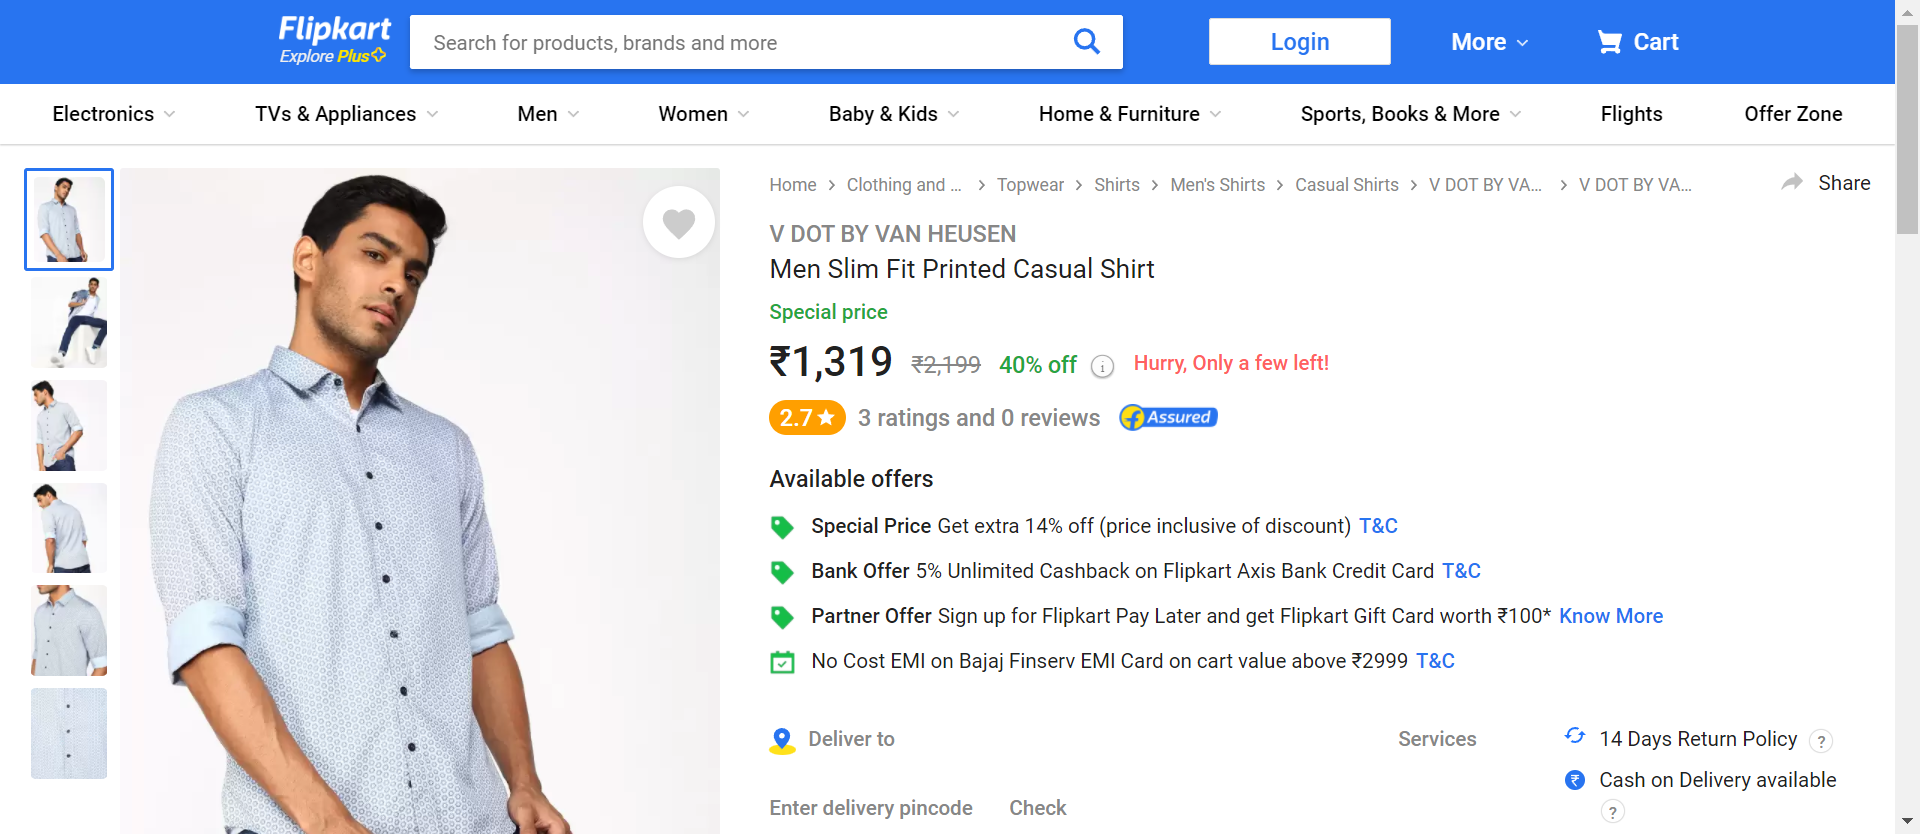 Flipkart
Explore Plus
Search for products, brands and more
Login
More
Cart
Electronics
TVs & Appliances
Men
Women
Baby & Kids
Home & Furniture
Sports, Books & More
Flights
Offer Zone
Home > Clothing and ... > Topwear > Shirts > Men's Shirts > Casual Shirts > V DOT BY VA... > V DOT BY VA...
Share
V DOT BY VAN HEUSEN
Men Slim Fit Printed Casual Shirt
Special price
₹1,319 ₹2,199 40% off i Hurry, Only a few left!
2.7★ 3 ratings and 0 reviews f Assured
Available offers
Special Price Get extra 14% off (price inclusive of discount) T&C
Bank Offer 5% Unlimited Cashback on Flipkart Axis Bank Credit Card T&C
Partner Offer Sign up for Flipkart Pay Later and get Flipkart Gift Card worth ₹100* Know More
No Cost EMI on Bajaj Finserv EMI Card on cart value above ₹2999 T&C
Deliver to
Enter delivery pincode Check
Services
14 Days Return Policy ?
₹ Cash on Delivery available
?